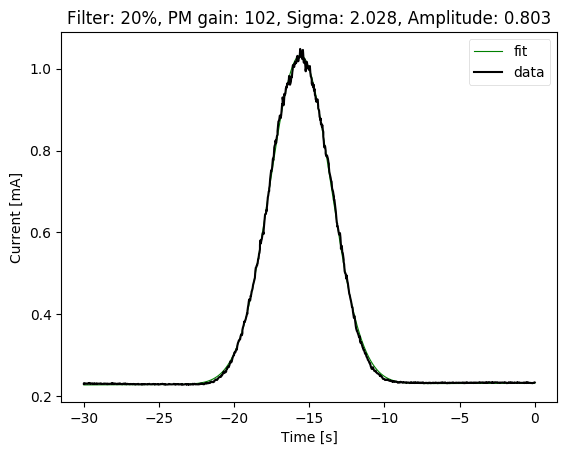 Filter: 20%, PM gain: 102, Sigma: 2.028, Amplitude: 0.803
fit
data
1.0
0.8
0.6
0.4
0.2
Current [mA]
−30
−25
−20
−15
−10
−5
0
Time [s]